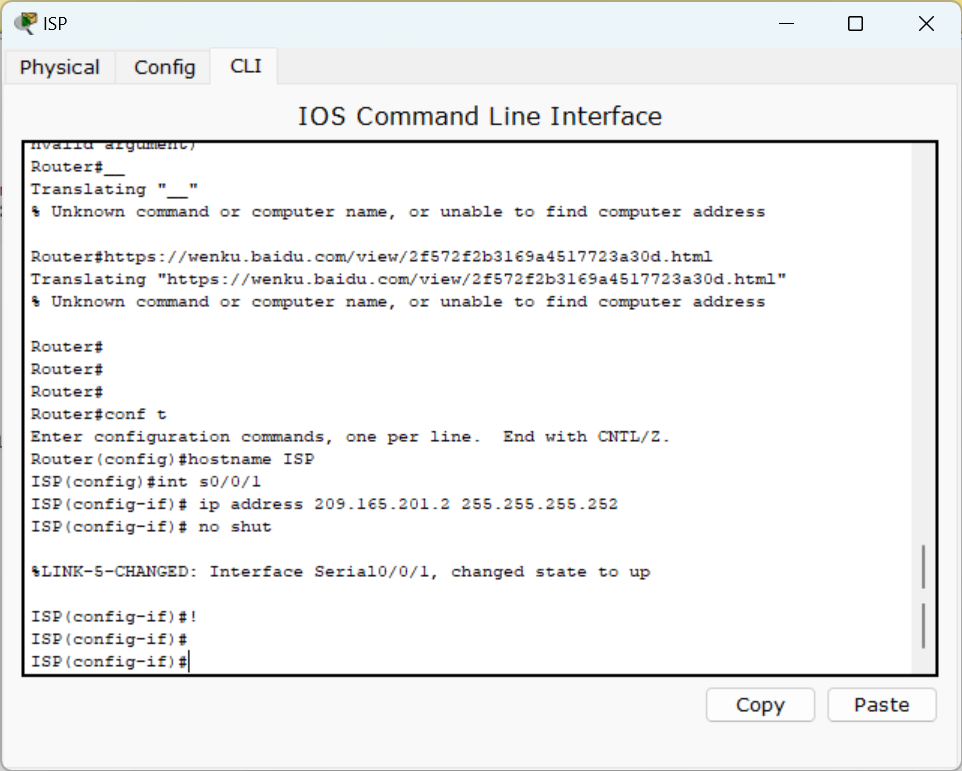 ISP
Physical Config CLI
IOS Command Line Interface
nvalid argument)
Router#__
Translating "__"
% Unknown command or computer name, or unable to find computer address
Router#https://wenku.baidu.com/view/2f572f2b3169a4517723a30d.html
Translating "https://wenku.baidu.com/view/2f572f2b3169a4517723a30d.html"
% Unknown command or computer name, or unable to find computer address
Router#
Router#
Router#
Router#conf t
Enter configuration commands, one per line.  End with CNTL/Z.
Router(config)#hostname ISP
ISP(config)#int s0/0/1
ISP(config-if)# ip address 209.165.201.2 255.255.255.252
ISP(config-if)# no shut
%LINK-5-CHANGED: Interface Serial0/0/1, changed state to up
ISP(config-if)#!
ISP(config-if)#
ISP(config-if)#
Copy Paste